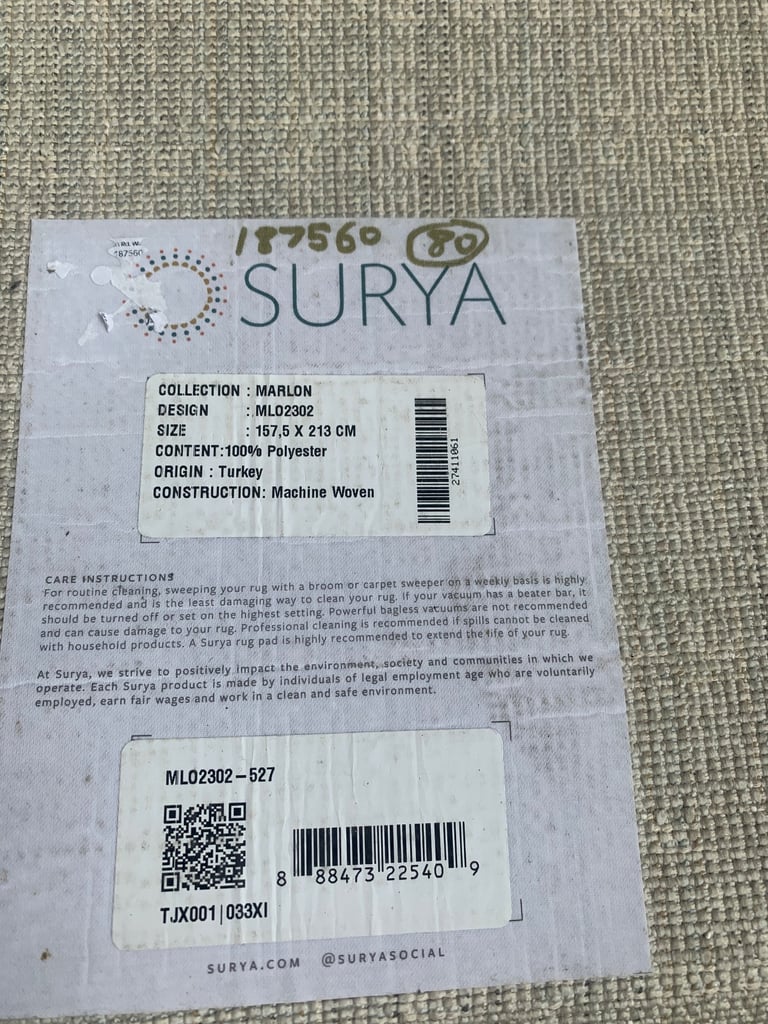 187560 80
187560
SURYA
COLLECTION : MARLON
DESIGN : ML02302
SIZE : 157,5 X 213 CM
CONTENT:100% Polyester
ORIGIN : Turkey
CONSTRUCTION: Machine Woven
27411061
CARE INSTRUCTIONS
For routine cleaning, sweeping your rug with a broom or carpet sweeper on a weekly basis is highly
recommended and is the least damaging way to clean your rug. If your vacuum has a beater bar, it
should be turned off or set on the highest setting. Powerful bagless vacuums are not recommended
and can cause damage to your rug. Professional cleaning is recommended if spills cannot be cleaned
with household products. A Surya rug pad is highly recommended to extend the life of your rug.
At Surya, we strive to positively impact the environment, society and communities in which we
operate. Each Surya product is made by individuals of legal employment age who are voluntarily
employed, earn fair wages and work in a clean and safe environment.
ML02302-527
8 88473 22540 9
TJX001|033XI
SURYA.COM @SURYASOCIAL